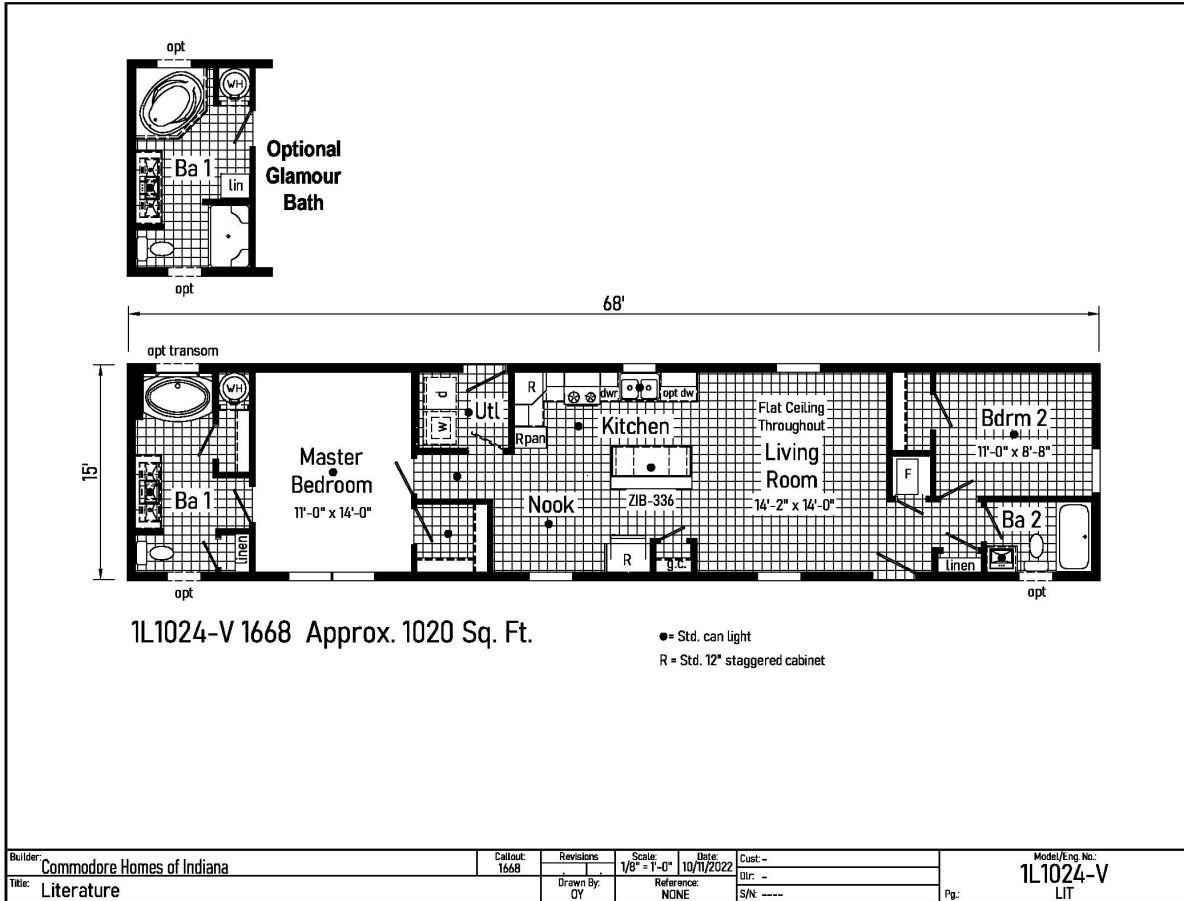 opt
WH
Ba 1
lin
Optional
Glamour
Bath
opt
68'
opt transom
15'
WH
Ba 1
linen
opt
Master
Bedroom
11'-0" x 14'-0"
d
w
Utl
R
Rpan
dwr
opt dw
Kitchen
Nook
ZIB-336
R
g.c.
Flat Ceiling
Throughout
Living
Room
14'-2" x 14'-0"
F
Bdrm 2
11'-0" x 8'-8"
Ba 2
linen
opt
1L1024-V 1668 Approx. 1020 Sq. Ft.
●= Std. can light
R = Std. 12" staggered cabinet
Builder: Commodore Homes of Indiana
Title: Literature
Callout:
1668
Revisions
Drawn By:
OY
Scale:
1/8" = 1'-0"
Date:
10/11/2022
Reference:
NONE
Cust: -
Dlr: -
S/N: ----
Model/Eng. No.:
1L1024-V
Pg.: LIT